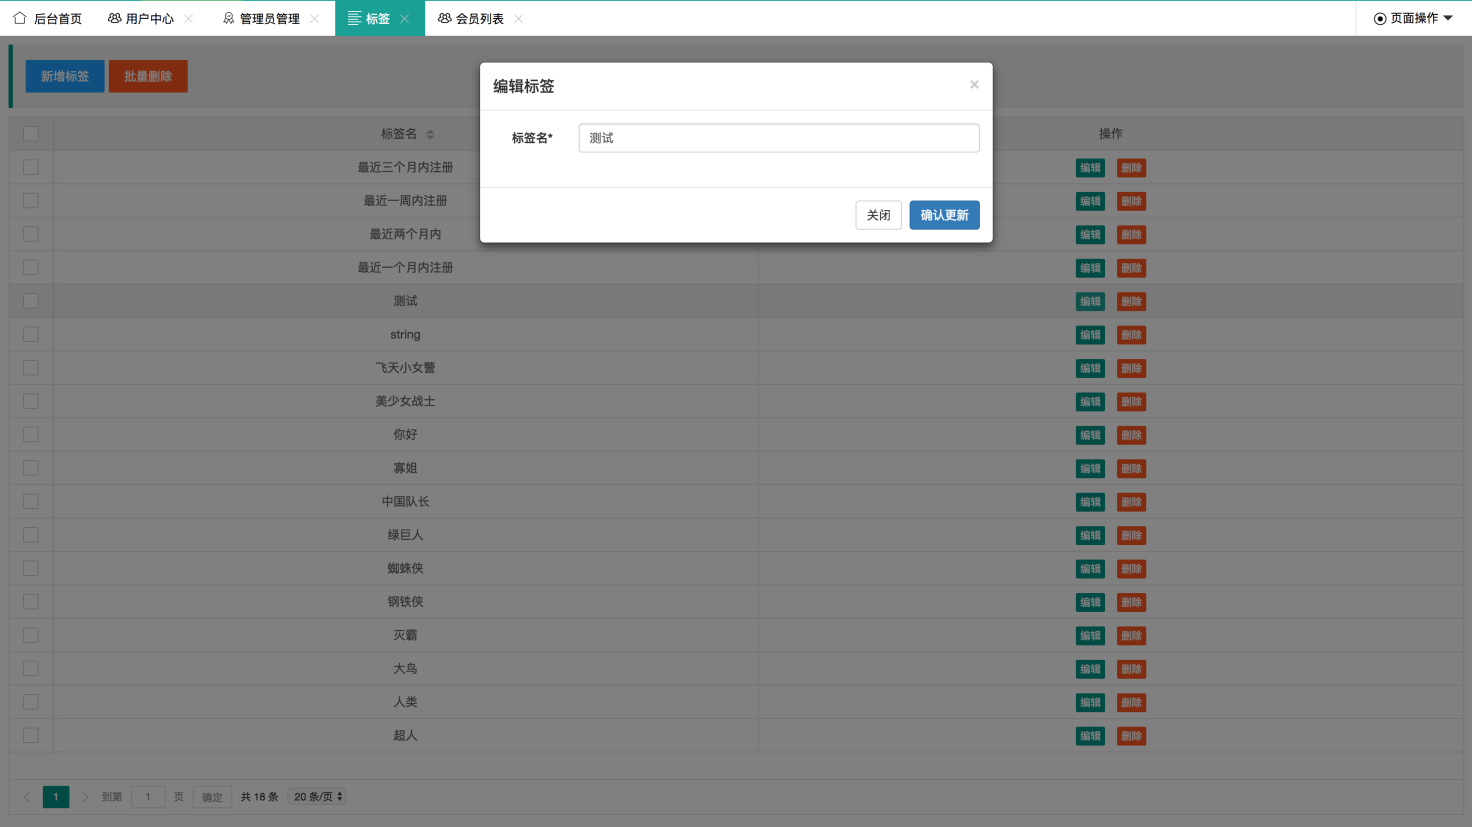 后台首页 用户中心 管理员管理 标签 会员列表 页面操作
新增标签 批量删除
编辑标签 ×
标签名* 测试
关闭 确认更新
标签名 操作
最近三个月内注册 编辑 删除
最近一周内注册 编辑 删除
最近两个月内 编辑 删除
最近一个月内注册 编辑 删除
测试 编辑 删除
string 编辑 删除
飞天小女警 编辑 删除
美少女战士 编辑 删除
你好 编辑 删除
寡姐 编辑 删除
中国队长 编辑 删除
绿巨人 编辑 删除
蜘蛛侠 编辑 删除
钢铁侠 编辑 删除
灭霸 编辑 删除
大鸟 编辑 删除
人类 编辑 删除
超人 编辑 删除
1 到第 1 页 确定 共 18 条 20 条/页